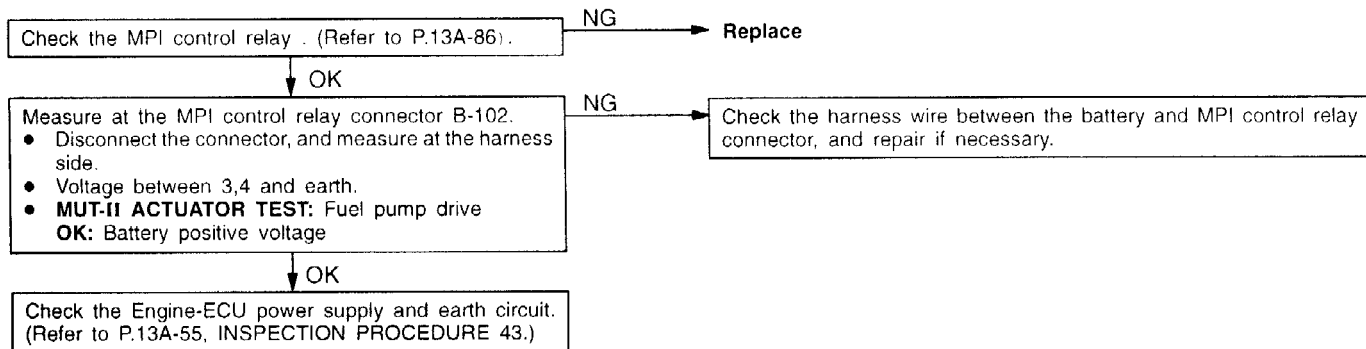 Check the MPI control relay . (Refer to P.13A-86).
NG
Replace
OK
Measure at the MPI control relay connector B-102.
● Disconnect the connector, and measure at the harness
side.
● Voltage between 3,4 and earth.
● MUT-II ACTUATOR TEST: Fuel pump drive
OK: Battery positive voltage
NG
Check the harness wire between the battery and MPI control relay
connector, and repair if necessary.
OK
Check the Engine-ECU power supply and earth circuit.
(Refer to P.13A-55, INSPECTION PROCEDURE 43.)